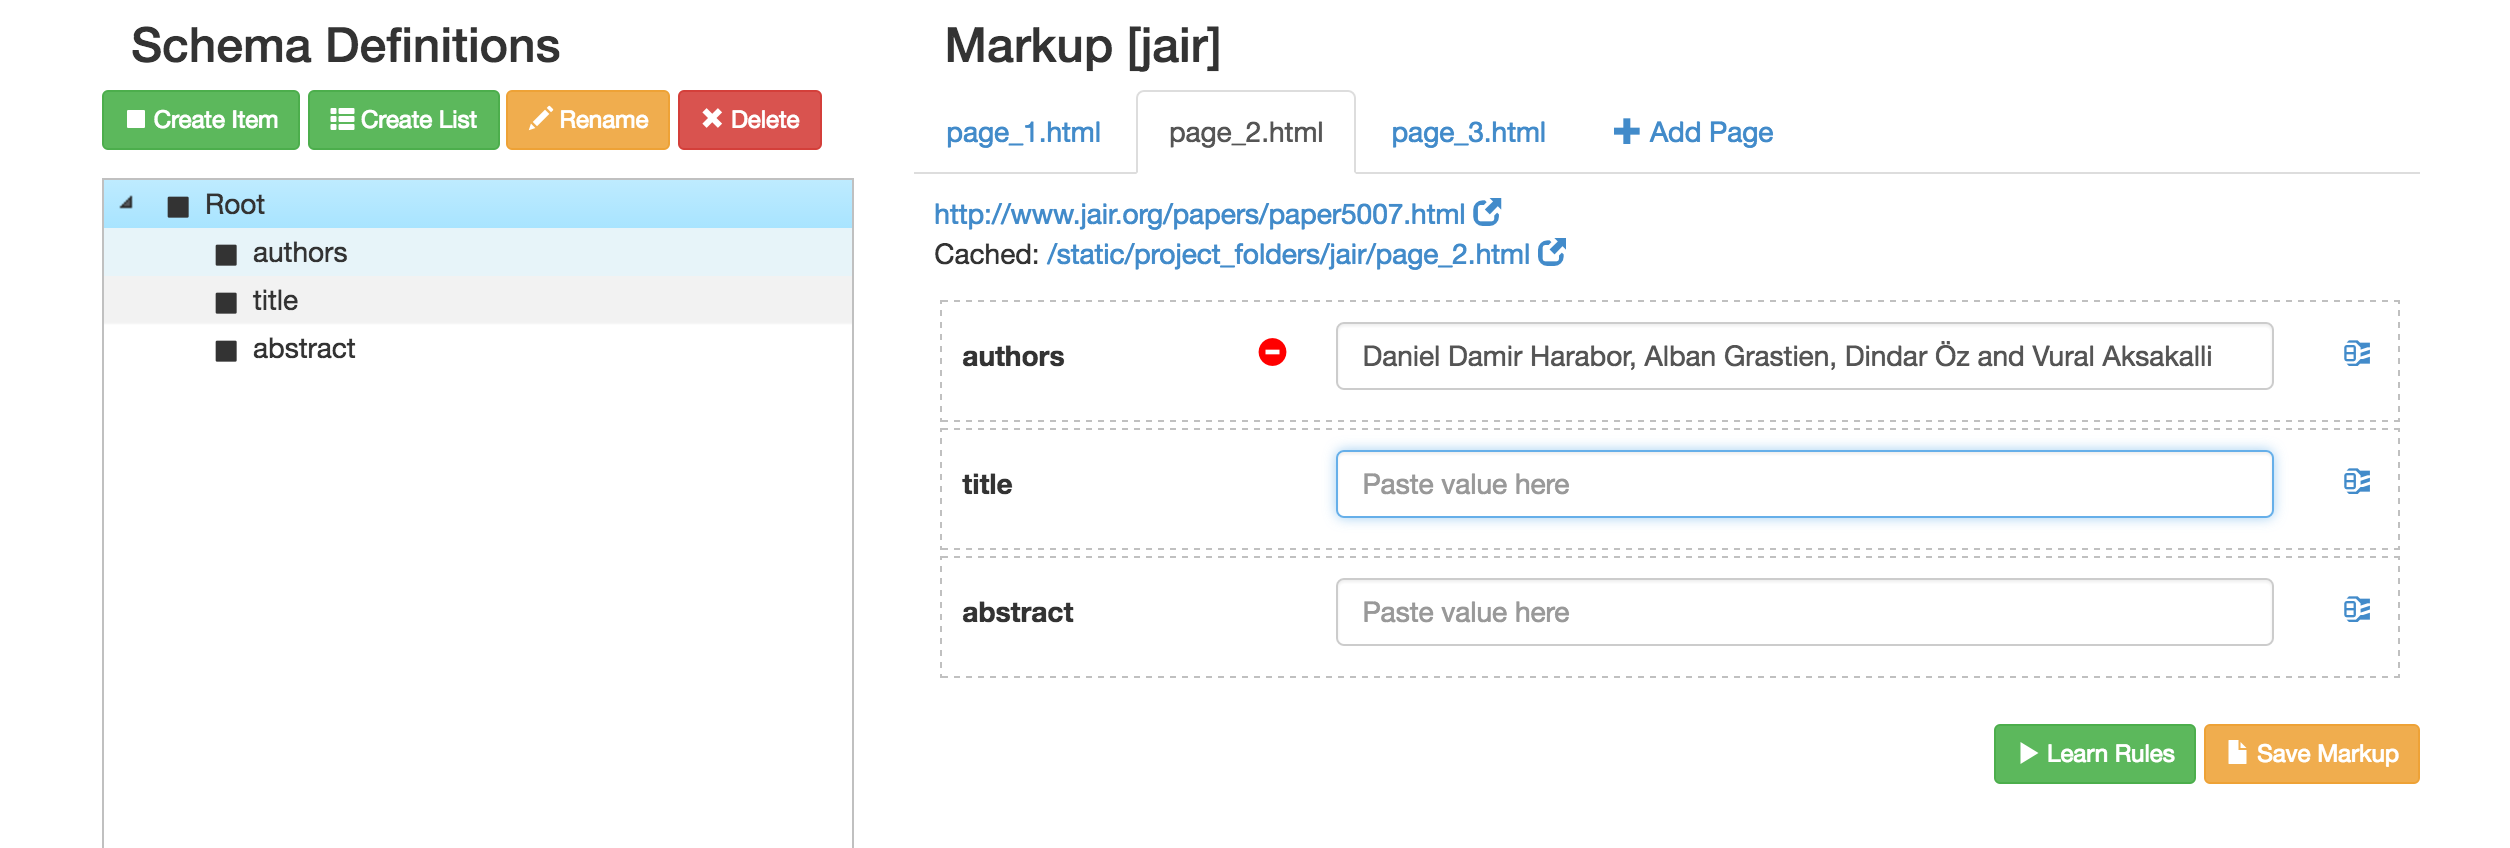 Schema Definitions
Create Item
Create List
Rename
Delete
Root
authors
title
abstract
Markup [jair]
page_1.html
page_2.html
page_3.html
Add Page
http://www.jair.org/papers/paper5007.html
Cached: /static/project_folders/jair/page_2.html
authors
Daniel Damir Harabor, Alban Grastien, Dindar Öz and Vural Aksakalli
title
Paste value here
abstract
Paste value here
Learn Rules
Save Markup